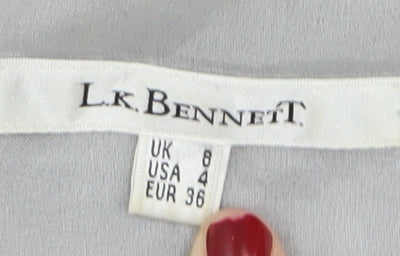 L.K. BENNETT
UK 8
USA 4
EUR 36